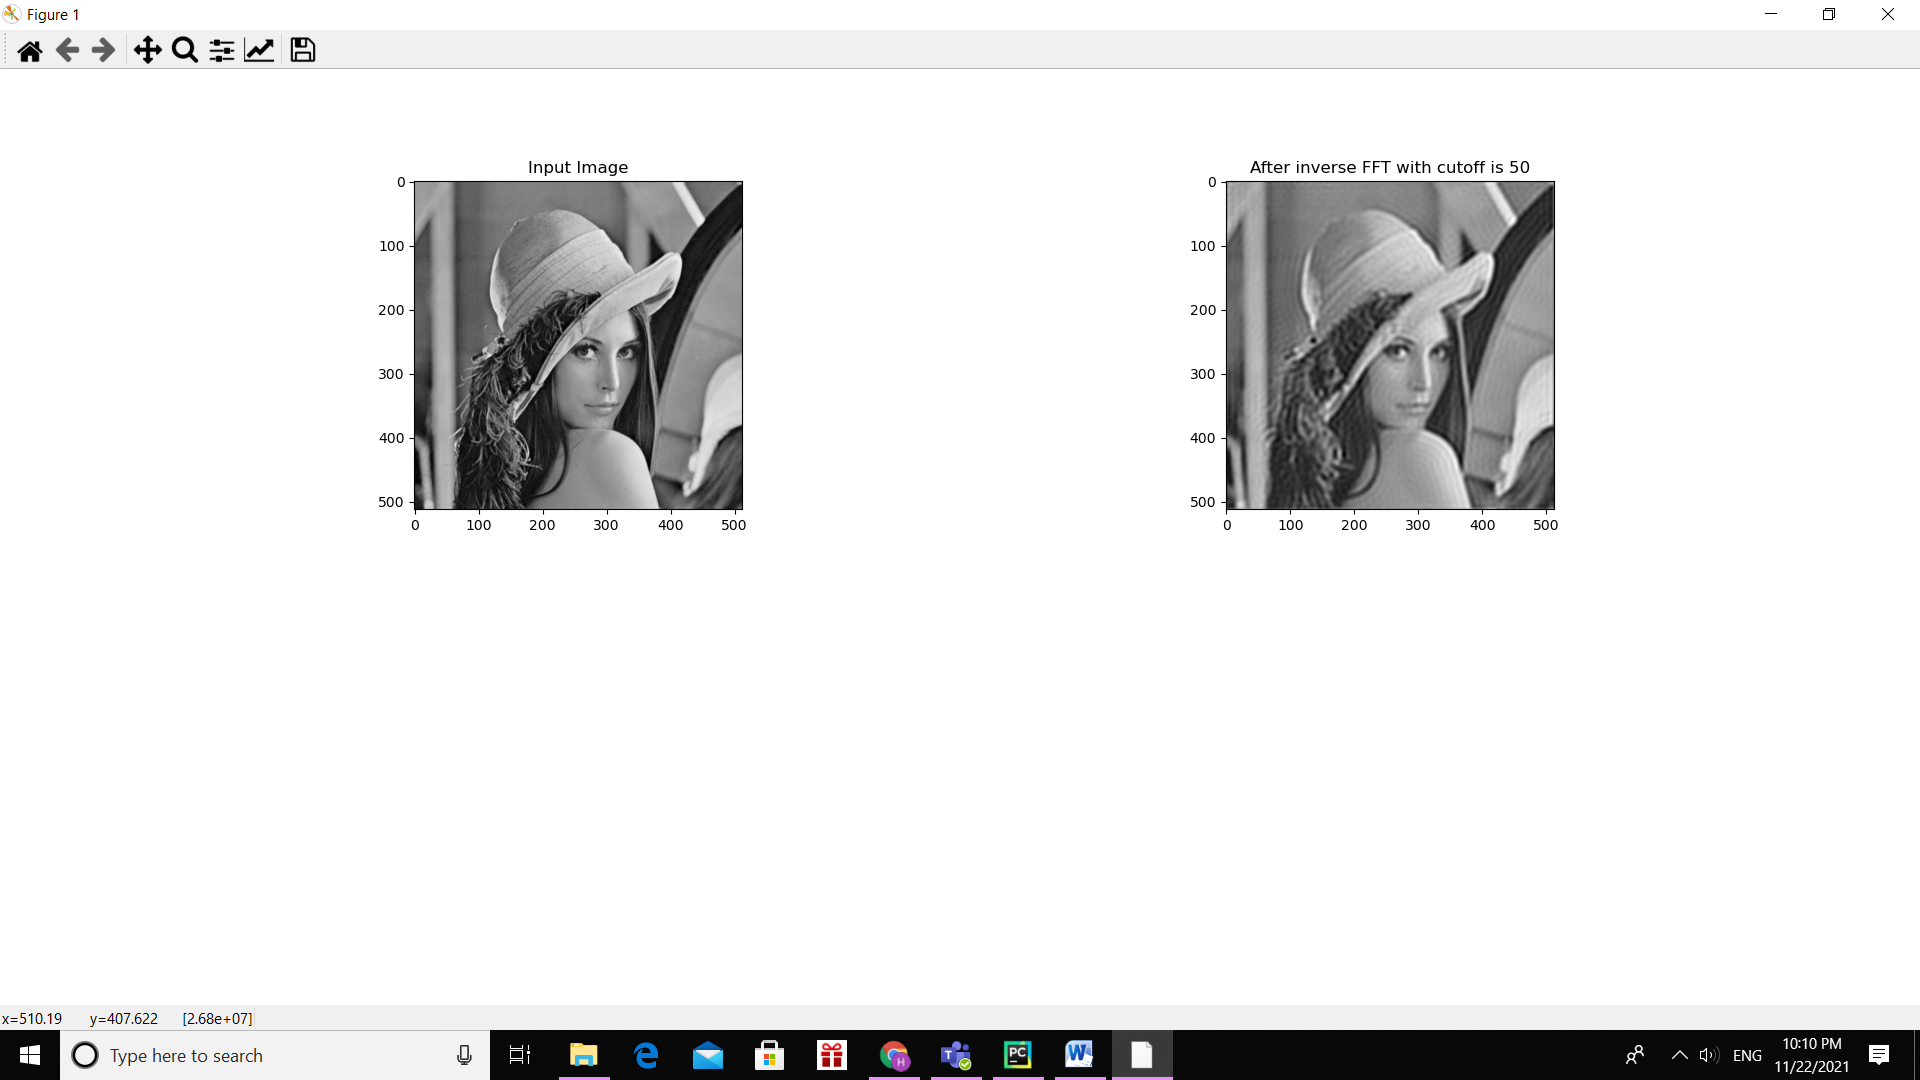 Figure 1
Input Image
0
100
200
300
400
500
0 100 200 300 400 500
After inverse FFT with cutoff is 50
0
100
200
300
400
500
0 100 200 300 400 500
x=510.19 y=407.622 [2.68e+07]
Type here to search
H
T
PC
W
ENG
10:10 PM
11/22/2021